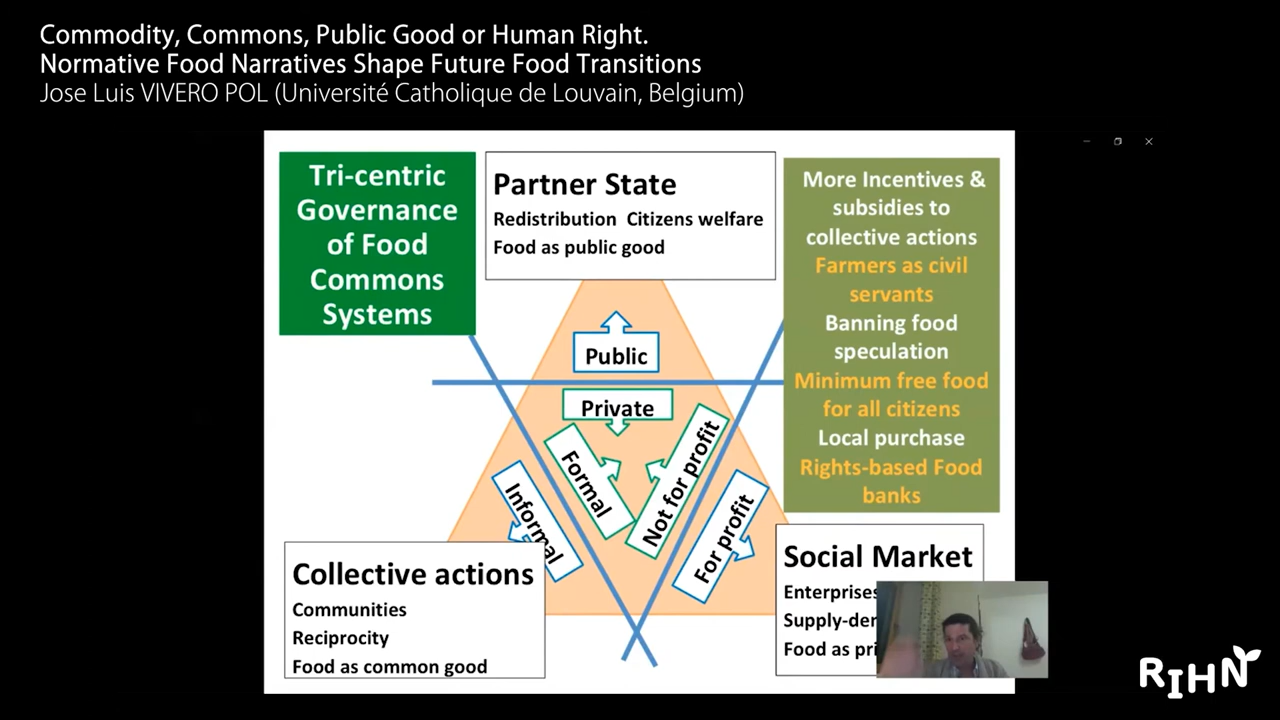 Commodity, Commons, Public Good or Human Right.
Normative Food Narratives Shape Future Food Transitions
Jose Luis VIVERO POL (Université Catholique de Louvain, Belgium)
Tri-centric
Governance
of Food
Commons
Systems
Partner State
Redistribution Citizens welfare
Food as public good
More Incentives &
subsidies to
collective actions
Farmers as civil
servants
Banning food
speculation
Minimum free food
for all citizens
Local purchase
Rights-based Food
banks
Public
Private
Formal
Not for profit
Informal
For profit
Collective actions
Communities
Reciprocity
Food as common good
Social Market
Enterprises
Food as
RIHN